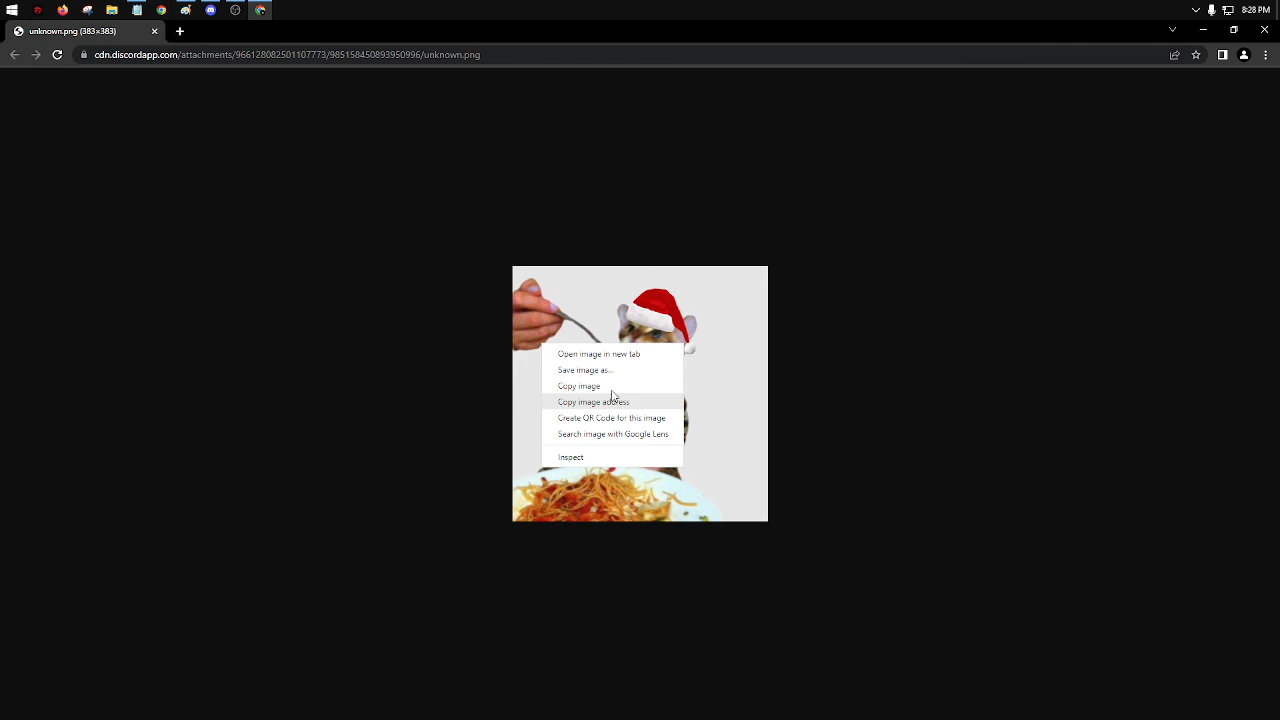 8:28 PM
unknown.png (383×383)
cdn.discordapp.com/attachments/966128082501107773/985158450893950996/unknown.png
Open image in new tab
Save image as...
Copy image
Copy image address
Create QR Code for this image
Search image with Google Lens
Inspect